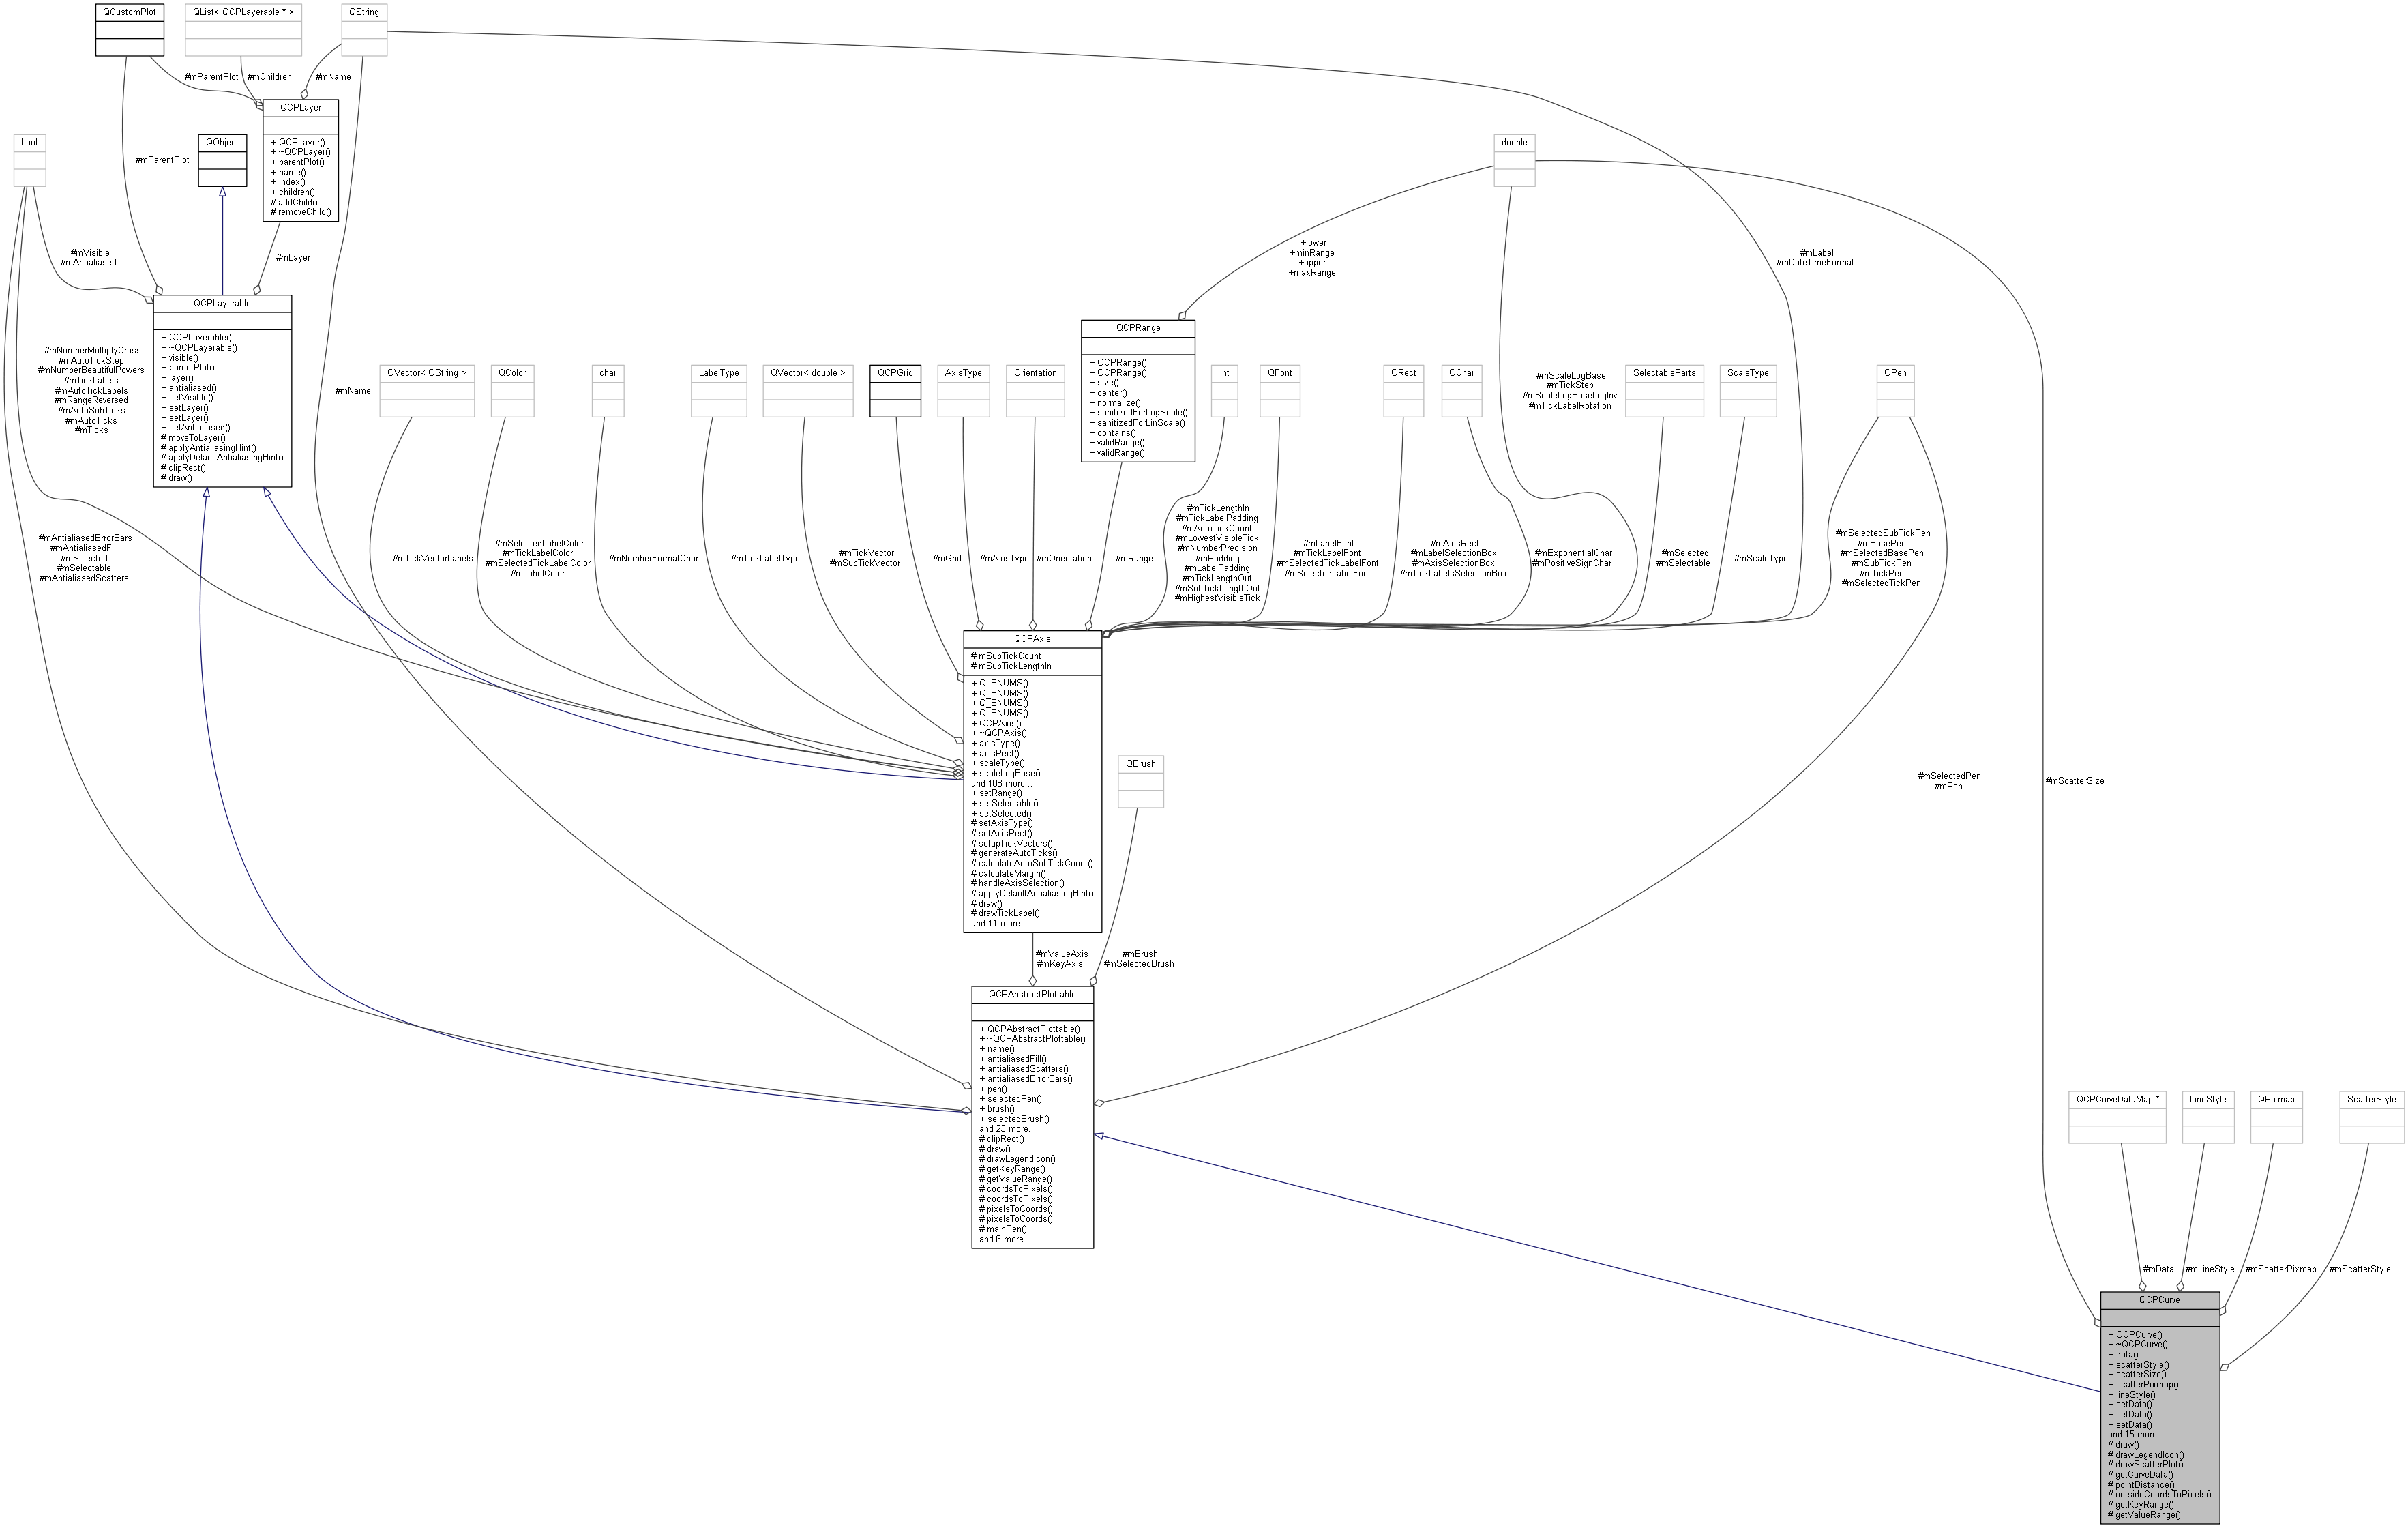 QCustomPlot
QList< QCPLayerable * >
QString
#mParentPlot
#mChildren
#mName
QCPLayer
+ QCPLayer()
+ ~QCPLayer()
+ parentPlot()
+ name()
+ index()
+ children()
# addChild()
# removeChild()
bool
QObject
double
#mParentPlot
#mVisible
#mAntialiased
#mLayer
+lower
+minRange
+upper
+maxRange
#mLabel
#mDateTimeFormat
QCPLayerable
+ QCPLayerable()
+ ~QCPLayerable()
+ visible()
+ parentPlot()
+ layer()
+ antialiased()
+ setVisible()
+ setLayer()
+ setLayer()
+ setAntialiased()
# moveToLayer()
# applyAntialiasingHint()
# applyDefaultAntialiasingHint()
# clipRect()
# draw()
#mNumberMultiplyCross
#mAutoTickStep
#mNumberBeautifulPowers
#mTickLabels
#mAutoTickLabels
#mRangeReversed
#mAutoSubTicks
#mAutoTicks
#mTicks
#mName
QVector< QString >
QColor
char
LabelType
QVector< double >
QCPGrid
AxisType
Orientation
QCPRange
+ QCPRange()
+ QCPRange()
+ size()
+ center()
+ normalize()
+ sanitizedForLogScale()
+ sanitizedForLinScale()
+ contains()
+ validRange()
+ validRange()
int
QFont
QRect
QChar
#mScaleLogBase
#mTickStep
#mScaleLogBaseLogInv
#mTickLabelRotation
SelectableParts
ScaleType
QPen
#mAntialiasedErrorBars
#mAntialiasedFill
#mSelected
#mSelectable
#mAntialiasedScatters
#mTickVectorLabels
#mSelectedLabelColor
#mTickLabelColor
#mSelectedTickLabelColor
#mLabelColor
#mNumberFormatChar
#mTickLabelType
#mTickVector
#mSubTickVector
#mGrid
#mAxisType
#mOrientation
#mRange
#mTickLengthIn
#mTickLabelPadding
#mAutoTickCount
#mLowestVisibleTick
#mNumberPrecision
#mPadding
#mLabelPadding
#mTickLengthOut
#mSubTickLengthOut
#mHighestVisibleTick
...
#mLabelFont
#mTickLabelFont
#mSelectedTickLabelFont
#mSelectedLabelFont
#mAxisRect
#mLabelSelectionBox
#mAxisSelectionBox
#mTickLabelsSelectionBox
#mExponentialChar
#mPositiveSignChar
#mSelected
#mSelectable
#mScaleType
#mSelectedSubTickPen
#mBasePen
#mSelectedBasePen
#mSubTickPen
#mTickPen
#mSelectedTickPen
QCPAxis
# mSubTickCount
# mSubTickLengthIn
+ Q_ENUMS()
+ Q_ENUMS()
+ Q_ENUMS()
+ Q_ENUMS()
+ QCPAxis()
+ ~QCPAxis()
+ axisType()
+ axisRect()
+ scaleType()
+ scaleLogBase()
and 108 more...
+ setRange()
+ setSelectable()
+ setSelected()
# setAxisType()
# setAxisRect()
# setupTickVectors()
# generateAutoTicks()
# calculateAutoSubTickCount()
# calculateMargin()
# handleAxisSelection()
# applyDefaultAntialiasingHint()
# draw()
# drawTickLabel()
and 11 more...
QBrush
#mSelectedPen
#mPen
#mScatterSize
#mValueAxis
#mKeyAxis
#mBrush
#mSelectedBrush
QCPAbstractPlottable
+ QCPAbstractPlottable()
+ ~QCPAbstractPlottable()
+ name()
+ antialiasedFill()
+ antialiasedScatters()
+ antialiasedErrorBars()
+ pen()
+ selectedPen()
+ brush()
+ selectedBrush()
and 23 more...
# clipRect()
# draw()
# drawLegendIcon()
# getKeyRange()
# getValueRange()
# coordsToPixels()
# coordsToPixels()
# pixelsToCoords()
# pixelsToCoords()
# mainPen()
and 6 more...
QCPCurveDataMap *
LineStyle
QPixmap
ScatterStyle
#mData
#mLineStyle
#mScatterPixmap
#mScatterStyle
QCPCurve
+ QCPCurve()
+ ~QCPCurve()
+ data()
+ scatterStyle()
+ scatterSize()
+ scatterPixmap()
+ lineStyle()
+ setData()
+ setData()
+ setData()
and 15 more...
# draw()
# drawLegendIcon()
# drawScatterPlot()
# getCurveData()
# pointDistance()
# outsideCoordsToPixels()
# getKeyRange()
# getValueRange()